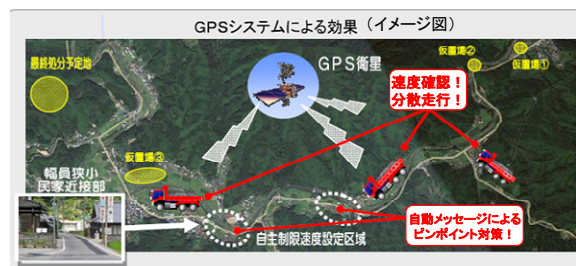 GPSシステムによる効果（イメージ図）
最終処分予定地
GPS衛星
仮置場②
仮置場①
速度確認！
分散走行！
仮置場③
幅員狭小
民家近接部
自主制限速度設定区域
自動メッセージによる
ピンポイント対策！